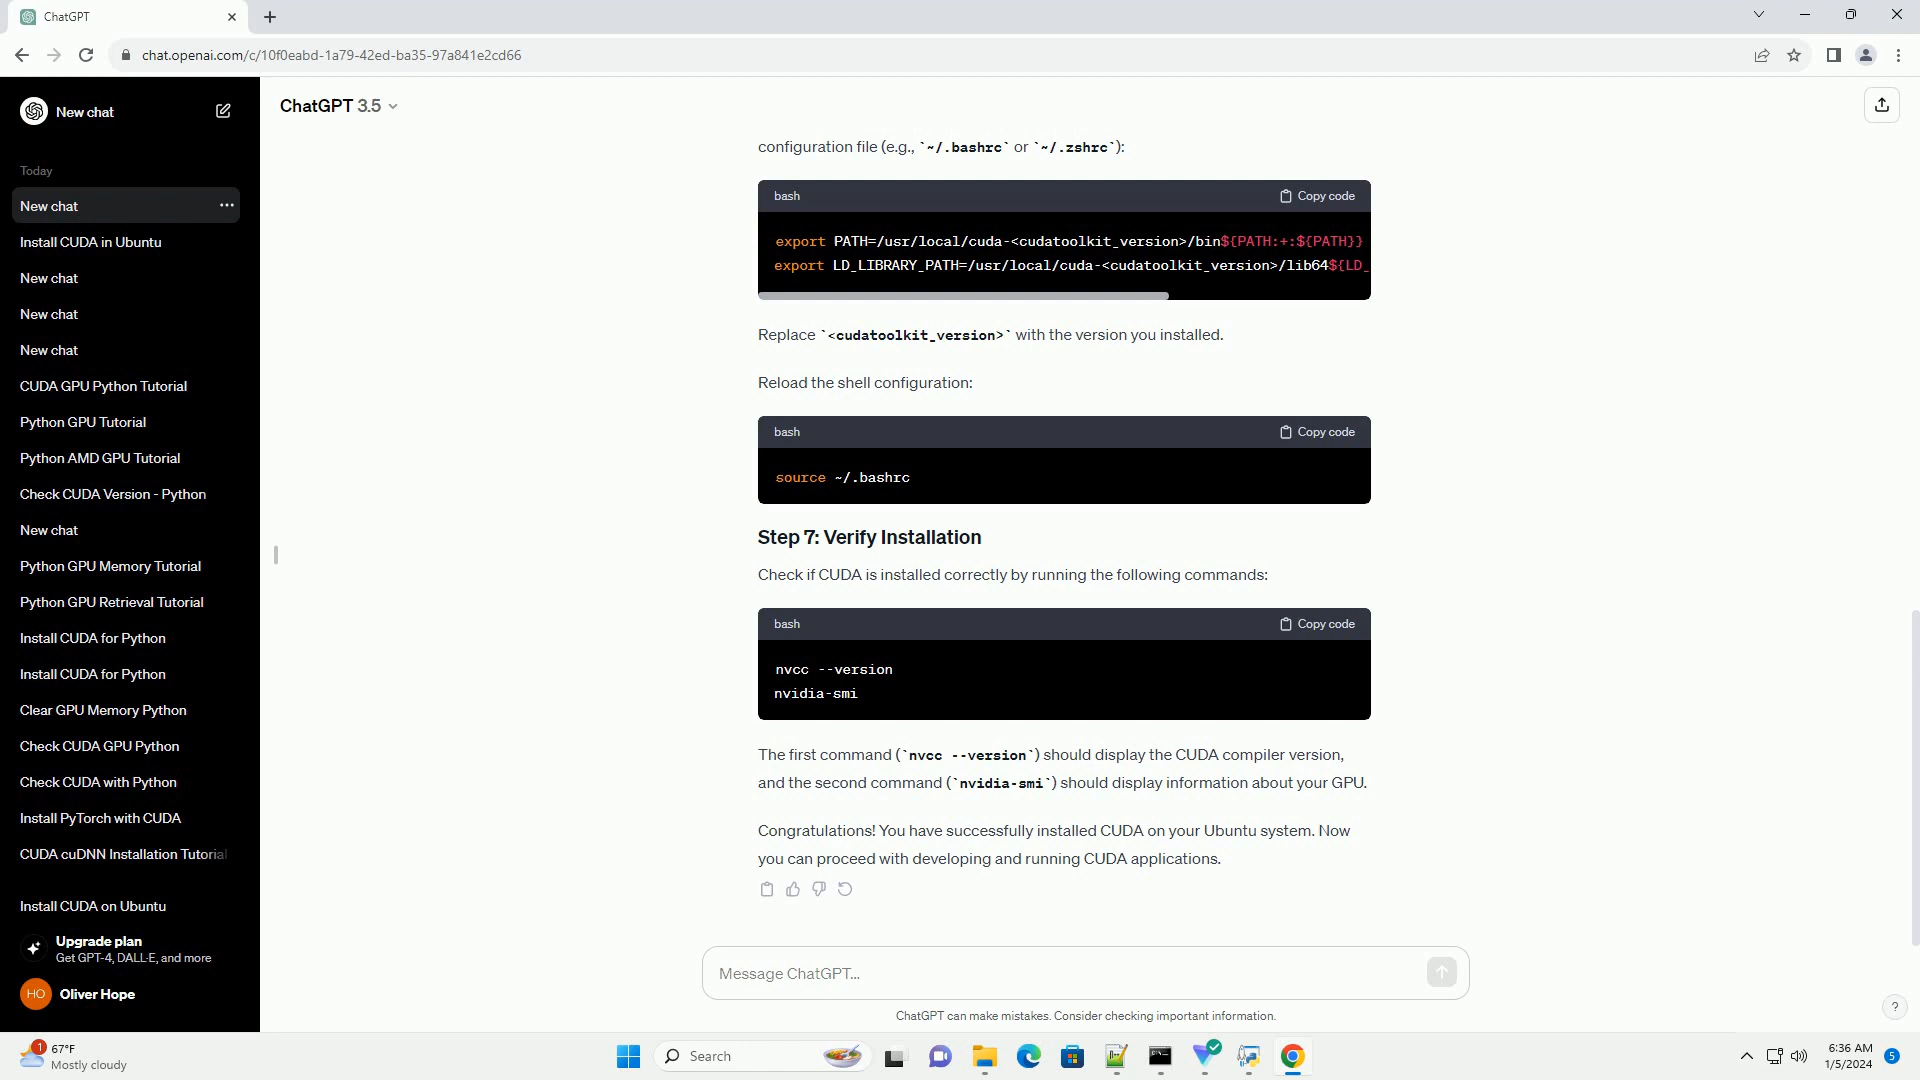 ChatGPT
chat.openai.com/c/10f0eabd-1a79-42ed-ba35-97a841e2cd66
New chat
Today
New chat
Install CUDA in Ubuntu
New chat
New chat
New chat
CUDA GPU Python Tutorial
Python GPU Tutorial
Python AMD GPU Tutorial
Check CUDA Version - Python
New chat
Python GPU Memory Tutorial
Python GPU Retrieval Tutorial
Install CUDA for Python
Install CUDA for Python
Clear GPU Memory Python
Check CUDA GPU Python
Check CUDA with Python
Install PyTorch with CUDA
CUDA cuDNN Installation Tutorial
Install CUDA on Ubuntu
Upgrade plan
Get GPT-4, DALL·E, and more
HO Oliver Hope
ChatGPT 3.5
configuration file (e.g., `~/.bashrc` or `~/.zshrc`):
bash Copy code
export PATH=/usr/local/cuda-<cudatoolkit_version>/bin${PATH:+:${PATH}}
export LD_LIBRARY_PATH=/usr/local/cuda-<cudatoolkit_version>/lib64${LD_
Replace `<cudatoolkit_version>` with the version you installed.
Reload the shell configuration:
bash Copy code
source ~/.bashrc
Step 7: Verify Installation
Check if CUDA is installed correctly by running the following commands:
bash Copy code
nvcc --version
nvidia-smi
The first command (`nvcc --version`) should display the CUDA compiler version,
and the second command (`nvidia-smi`) should display information about your GPU.
Congratulations! You have successfully installed CUDA on your Ubuntu system. Now
you can proceed with developing and running CUDA applications.
Message ChatGPT...
ChatGPT can make mistakes. Consider checking important information.
?
1
67°F
Mostly cloudy
Search
6:36 AM
1/5/2024
5